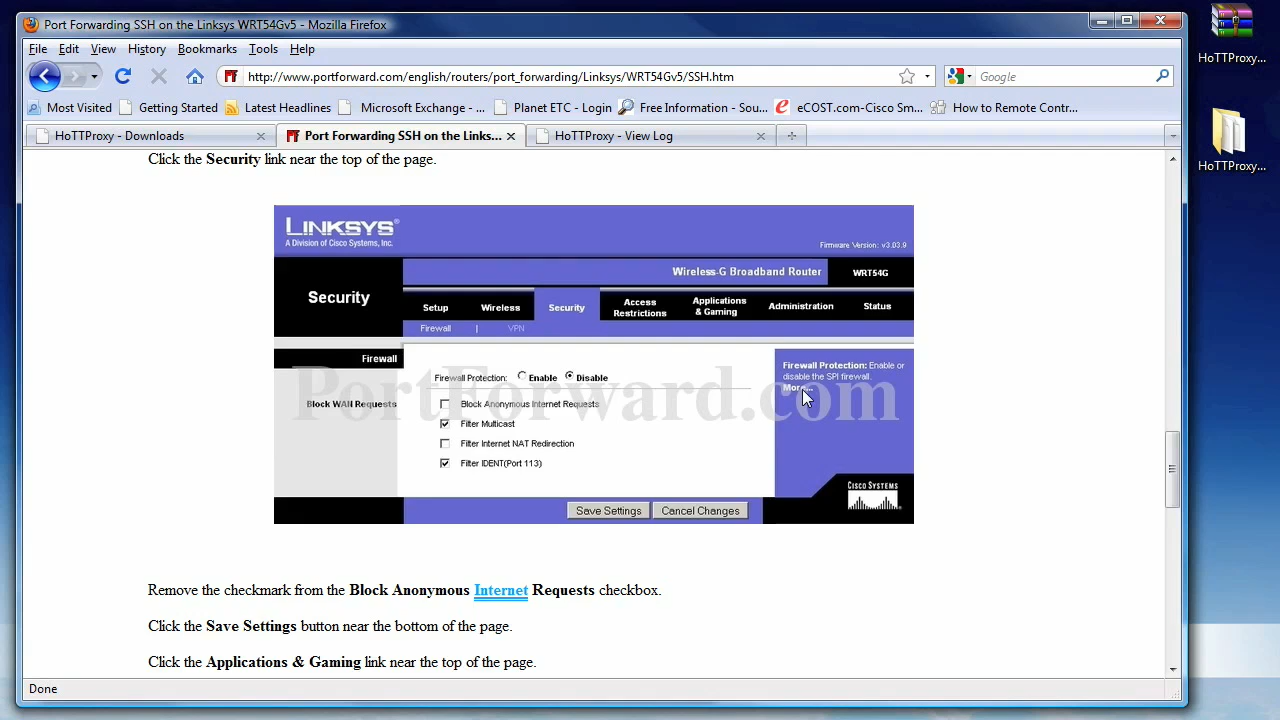 Port Forwarding SSH on the Linksys WRT54Gv5 - Mozilla Firefox
File Edit View History Bookmarks Tools Help
http://www.portforward.com/english/routers/port_forwarding/Linksys/WRT54Gv5/SSH.htm
Google
Most Visited Getting Started Latest Headlines Microsoft Exchange - ... Planet ETC - Login Free Information - Sou... eCOST.com-Cisco Sm... How to Remote Contr...
HoTTProxy - Downloads
Port Forwarding SSH on the Links...
HoTTProxy - View Log
Click the Security link near the top of the page.
LINKSYS®
A Division of Cisco Systems, Inc.
Firmware Version: v3.03.9
Wireless-G Broadband Router WRT54G
Security
Setup Wireless Security Access Restrictions Applications & Gaming Administration Status
Firewall | VPN
Firewall
Firewall Protection: Enable Disable
Block WAN Requests
Block Anonymous Internet Requests
Filter Multicast
Filter Internet NAT Redirection
Filter IDENT(Port 113)
Firewall Protection: Enable or
disable the SPI firewall.
More...
PortForward.com
CISCO SYSTEMS
Save Settings Cancel Changes
Remove the checkmark from the Block Anonymous Internet Requests checkbox.
Click the Save Settings button near the bottom of the page.
Click the Applications & Gaming link near the top of the page.
Done
HoTTProxy...
HoTTProxy...